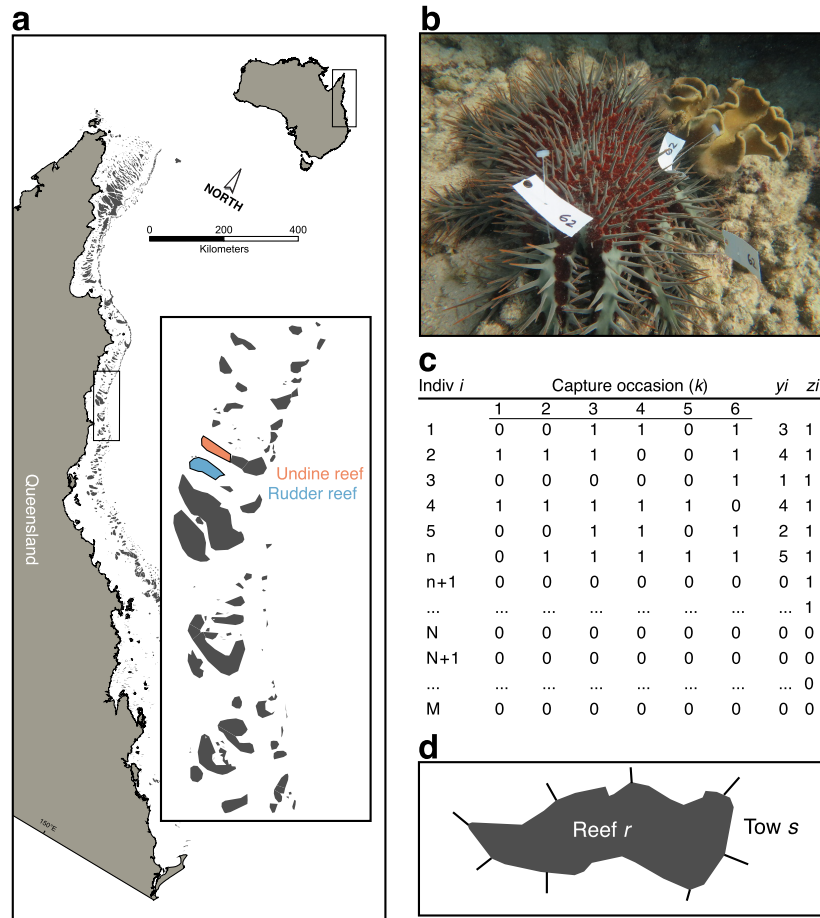 a
NORTH
0 200 400
Kilometers
Undine reef
Rudder reef
Queensland
150°E
b
62
62
62
c
Indiv i Capture occasion (k) yi zi
1 2 3 4 5 6
1 0 0 1 1 0 1 3 1
2 1 1 1 0 0 1 4 1
3 0 0 0 0 0 1 1 1
4 1 1 1 1 1 0 4 1
5 0 0 1 1 0 1 2 1
n 0 1 1 1 1 1 5 1
n+1 0 0 0 0 0 0 0 1
... ... ... ... ... ... ... ... 1
N 0 0 0 0 0 0 0 0
N+1 0 0 0 0 0 0 0 0
... ... ... ... ... ... ... ... 0
M 0 0 0 0 0 0 0 0
d
Reef r
Tow s